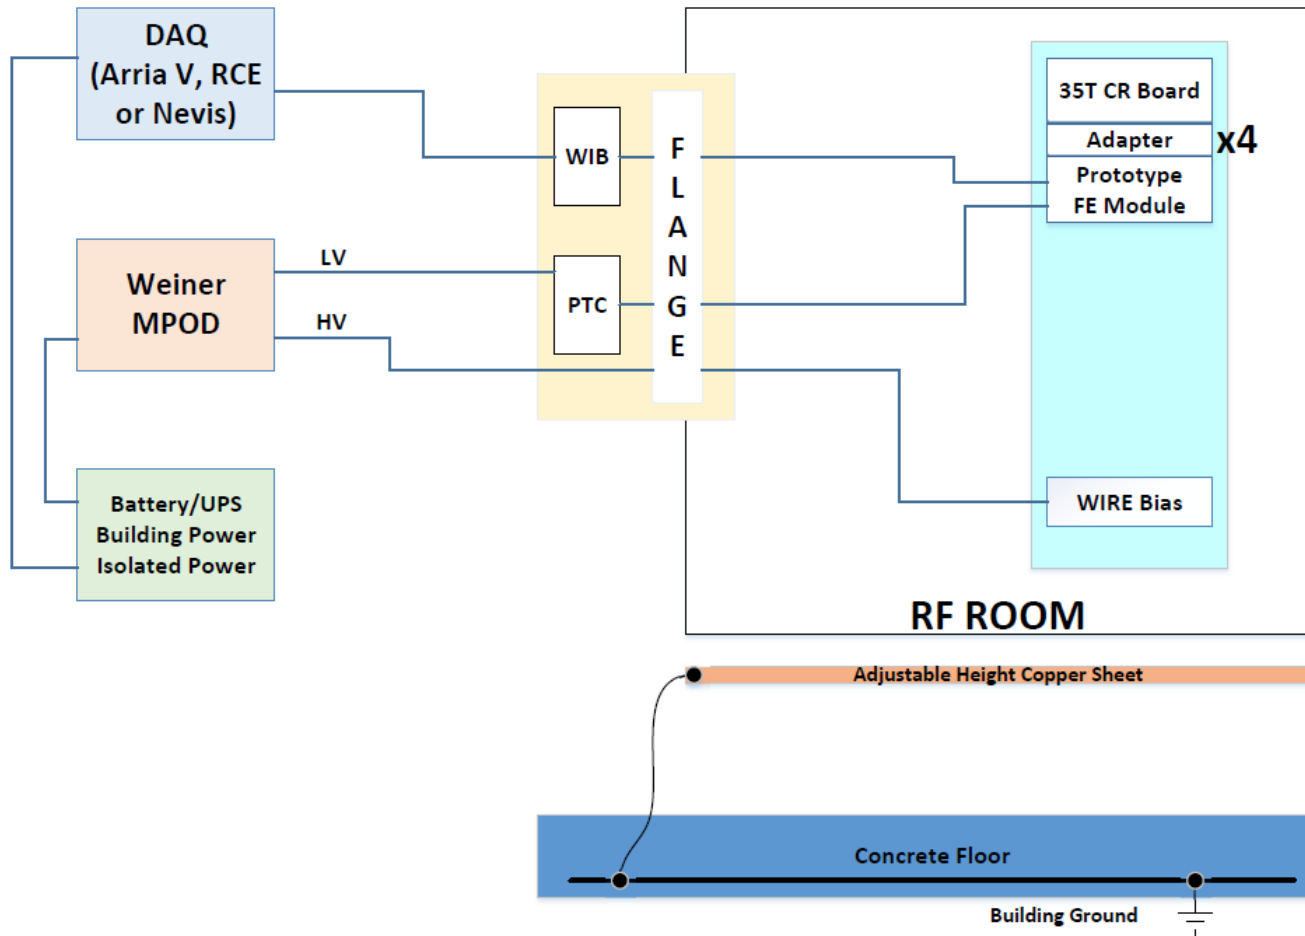 DAQ
(Arria V, RCE
or Nevis)
Weiner
MPOD
LV
HV
Battery/UPS
Building Power
Isolated Power
WIB
PTC
F
L
A
N
G
E
35T CR Board
Adapter
x4
Prototype
FE Module
WIRE Bias
RF ROOM
Adjustable Height Copper Sheet
Concrete Floor
Building Ground